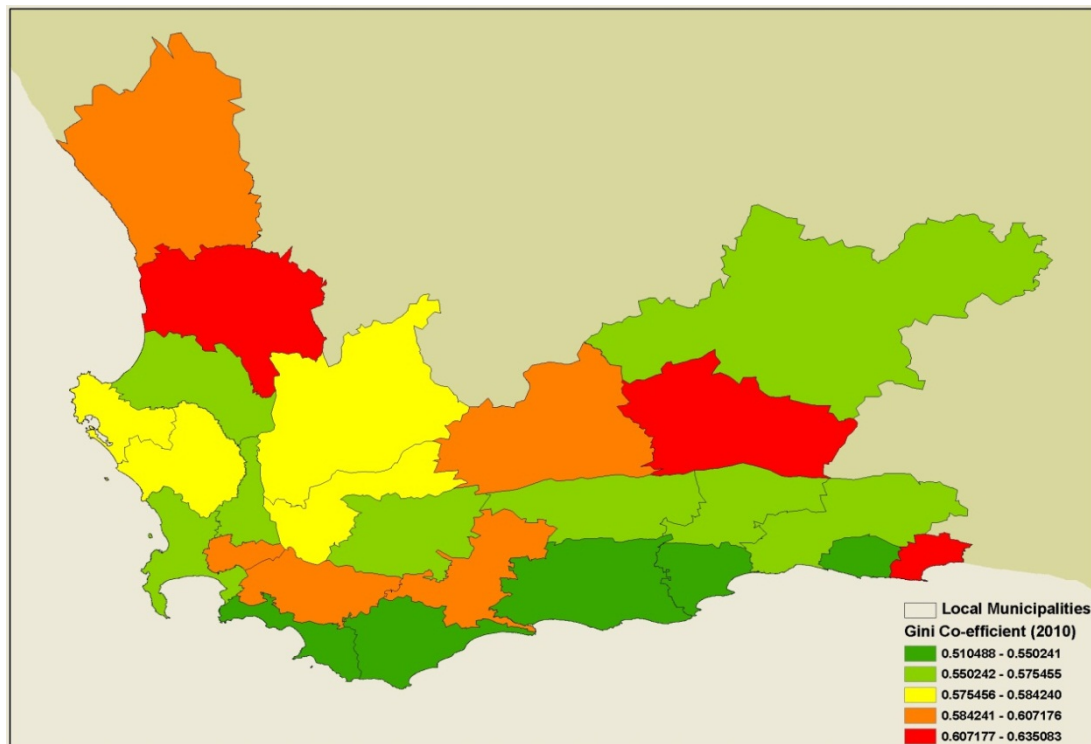 Local Municipalities
Gini Co-efficient (2010)
0.510488 - 0.550241
0.550242 - 0.575455
0.575456 - 0.584240
0.584241 - 0.607176
0.607177 - 0.635083